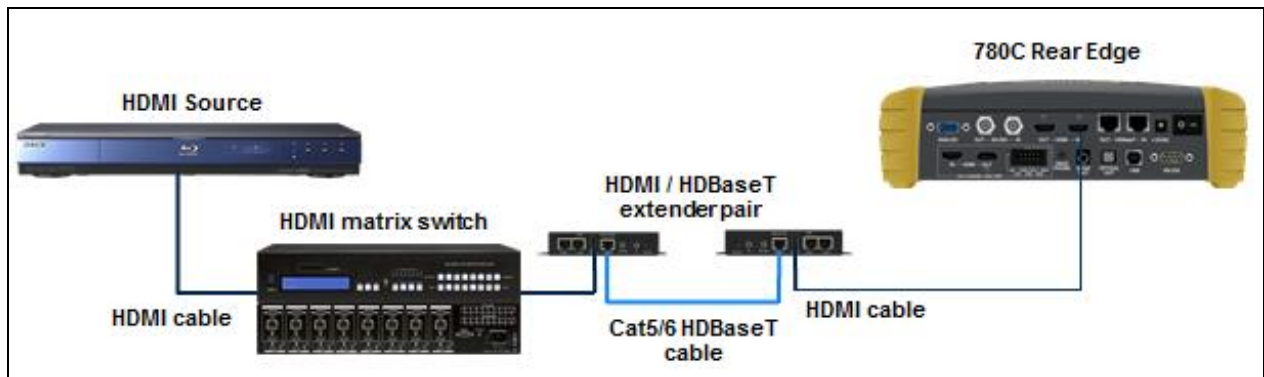 780C Rear Edge
HDMI Source
HDMI / HDBaseT
extender pair
HDMI matrix switch
HDMI cable
Cat5/6 HDBaseT
cable
HDMI cable